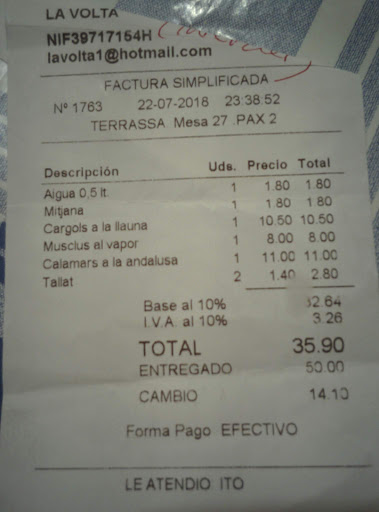 LA VOLTA
NIF39717154H
lavolta1@hotmail.com
FACTURA SIMPLIFICADA
Nº 1763 22-07-2018 23:38:52
TERRASSA Mesa 27 .PAX 2
Descripción Uds. Precio Total
Aigua 0,5 lt. 1 1.80 1.80
Mitjana 1 1.80 1.80
Cargols a la llauna 1 10.50 10.50
Musclus al vapor 1 8.00 8.00
Calamars a la andalusa 1 11.00 11.00
Tallat 2 1.40 2.80
Base al 10% 32.64
I.V.A. al 10% 3.26
TOTAL 35.90
ENTREGADO 50.00
CAMBIO 14.10
Forma Pago EFECTIVO
LE ATENDIO ITO